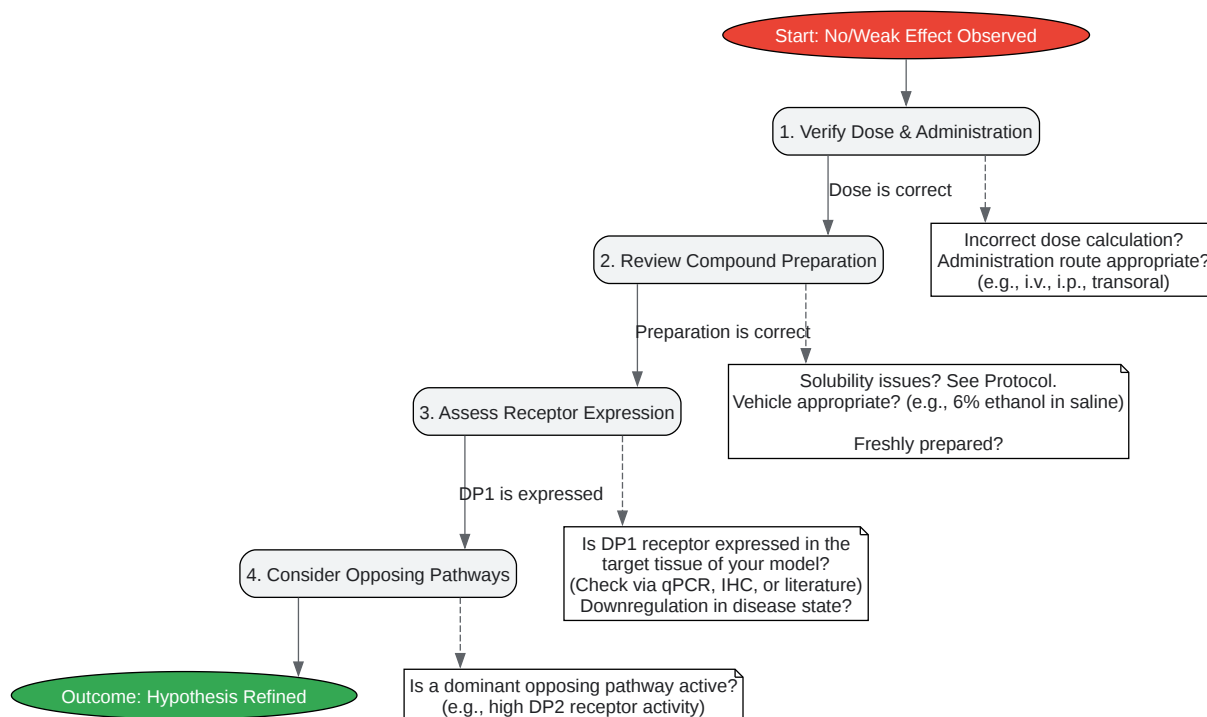 Start: No/Weak Effect Observed
1. Verify Dose & Administration
Dose is correct
Incorrect dose calculation?
Administration route appropriate?
(e.g., i.v., i.p., transoral)
2. Review Compound Preparation
Preparation is correct
Solubility issues? See Protocol.
Vehicle appropriate? (e.g., 6% ethanol in saline)
Freshly prepared?
3. Assess Receptor Expression
DP1 is expressed
Is DP1 receptor expressed in the
target tissue of your model?
(Check via qPCR, IHC, or literature)
Downregulation in disease state?
4. Consider Opposing Pathways
Outcome: Hypothesis Refined
Is a dominant opposing pathway active?
(e.g., high DP2 receptor activity)